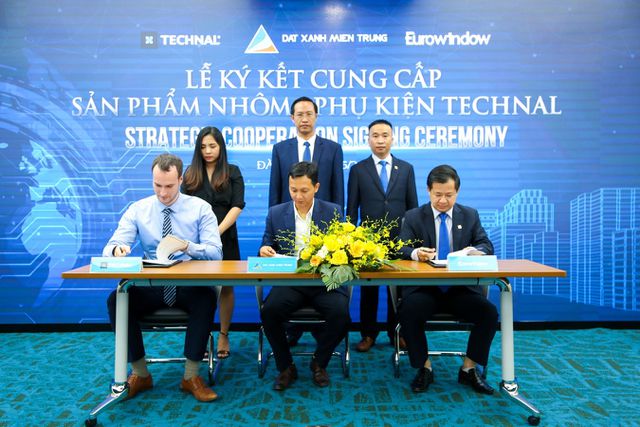 TECHNAL
DAT XANH MIEN TRUNG
Eurowindow
LỄ KÝ KẾT CUNG CẤP
SẢN PHẨM NHÔM PHỤ KIỆN TECHNAL
COOPERATION SIGNING CEREMONY